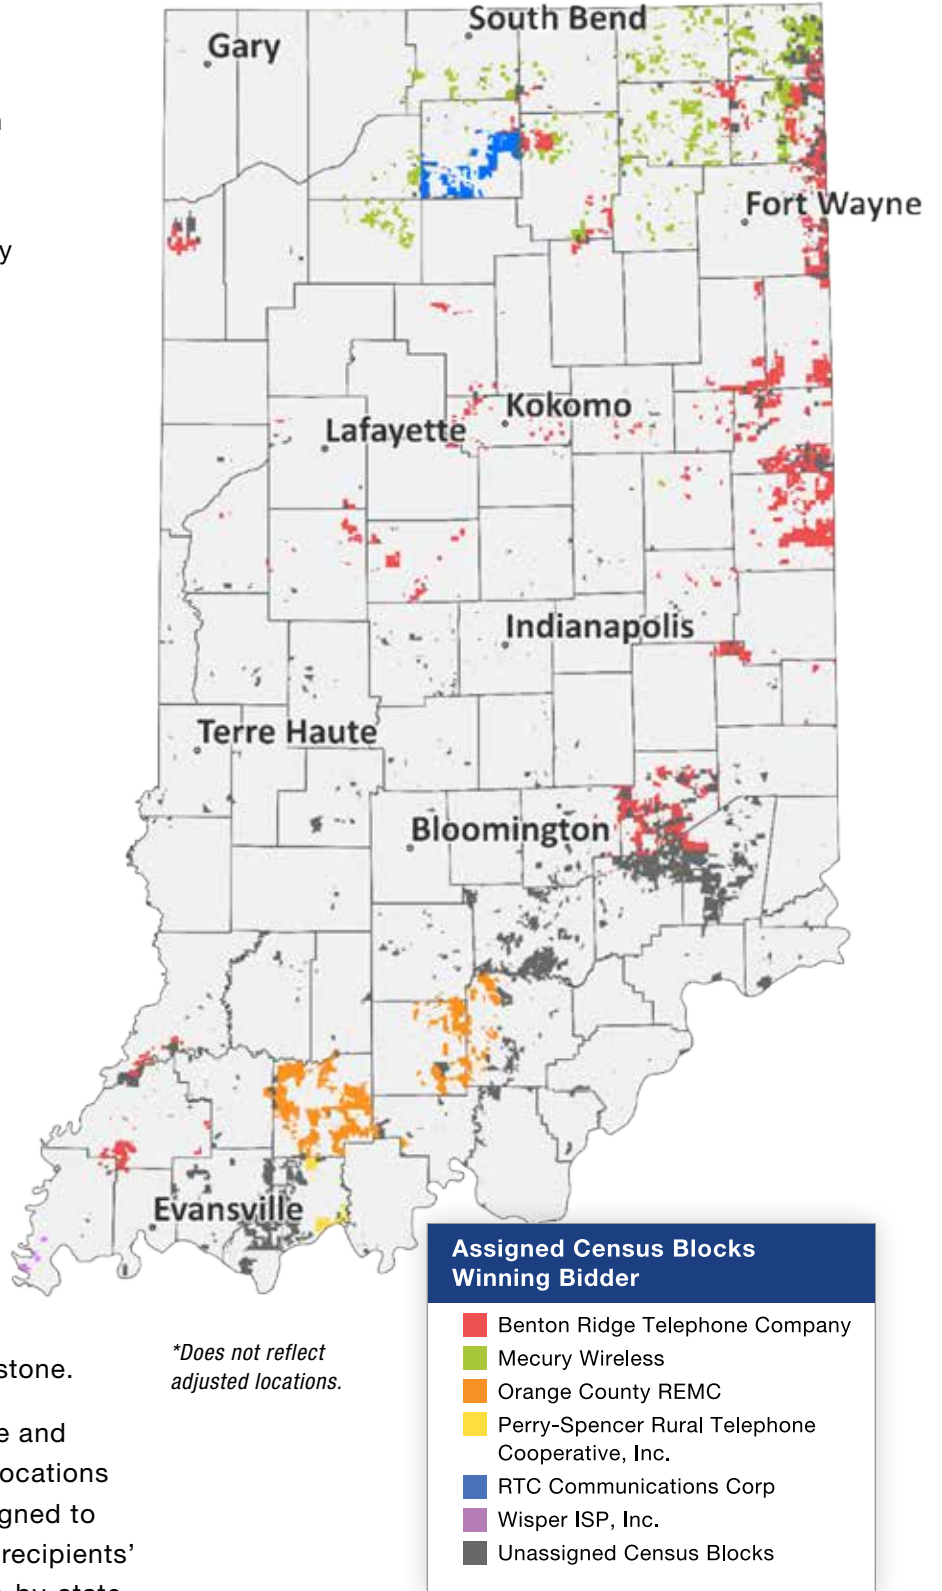 South Bend
Gary
y
Fort Wayne
Kokomo
Lafayette
Indianapolis
Terre Haute
Bloomington
Evansville
Assigned Census Blocks
Winning Bidder
Benton Ridge Telephone Company
Mecury Wireless
Orange County REMC
Perry-Spencer Rural Telephone
Cooperative, Inc.
RTC Communications Corp
Wisper ISP, Inc.
Unassigned Census Blocks
*Does not reflect
adjusted locations.
stone.
e and
ocations
gned to
recipients’